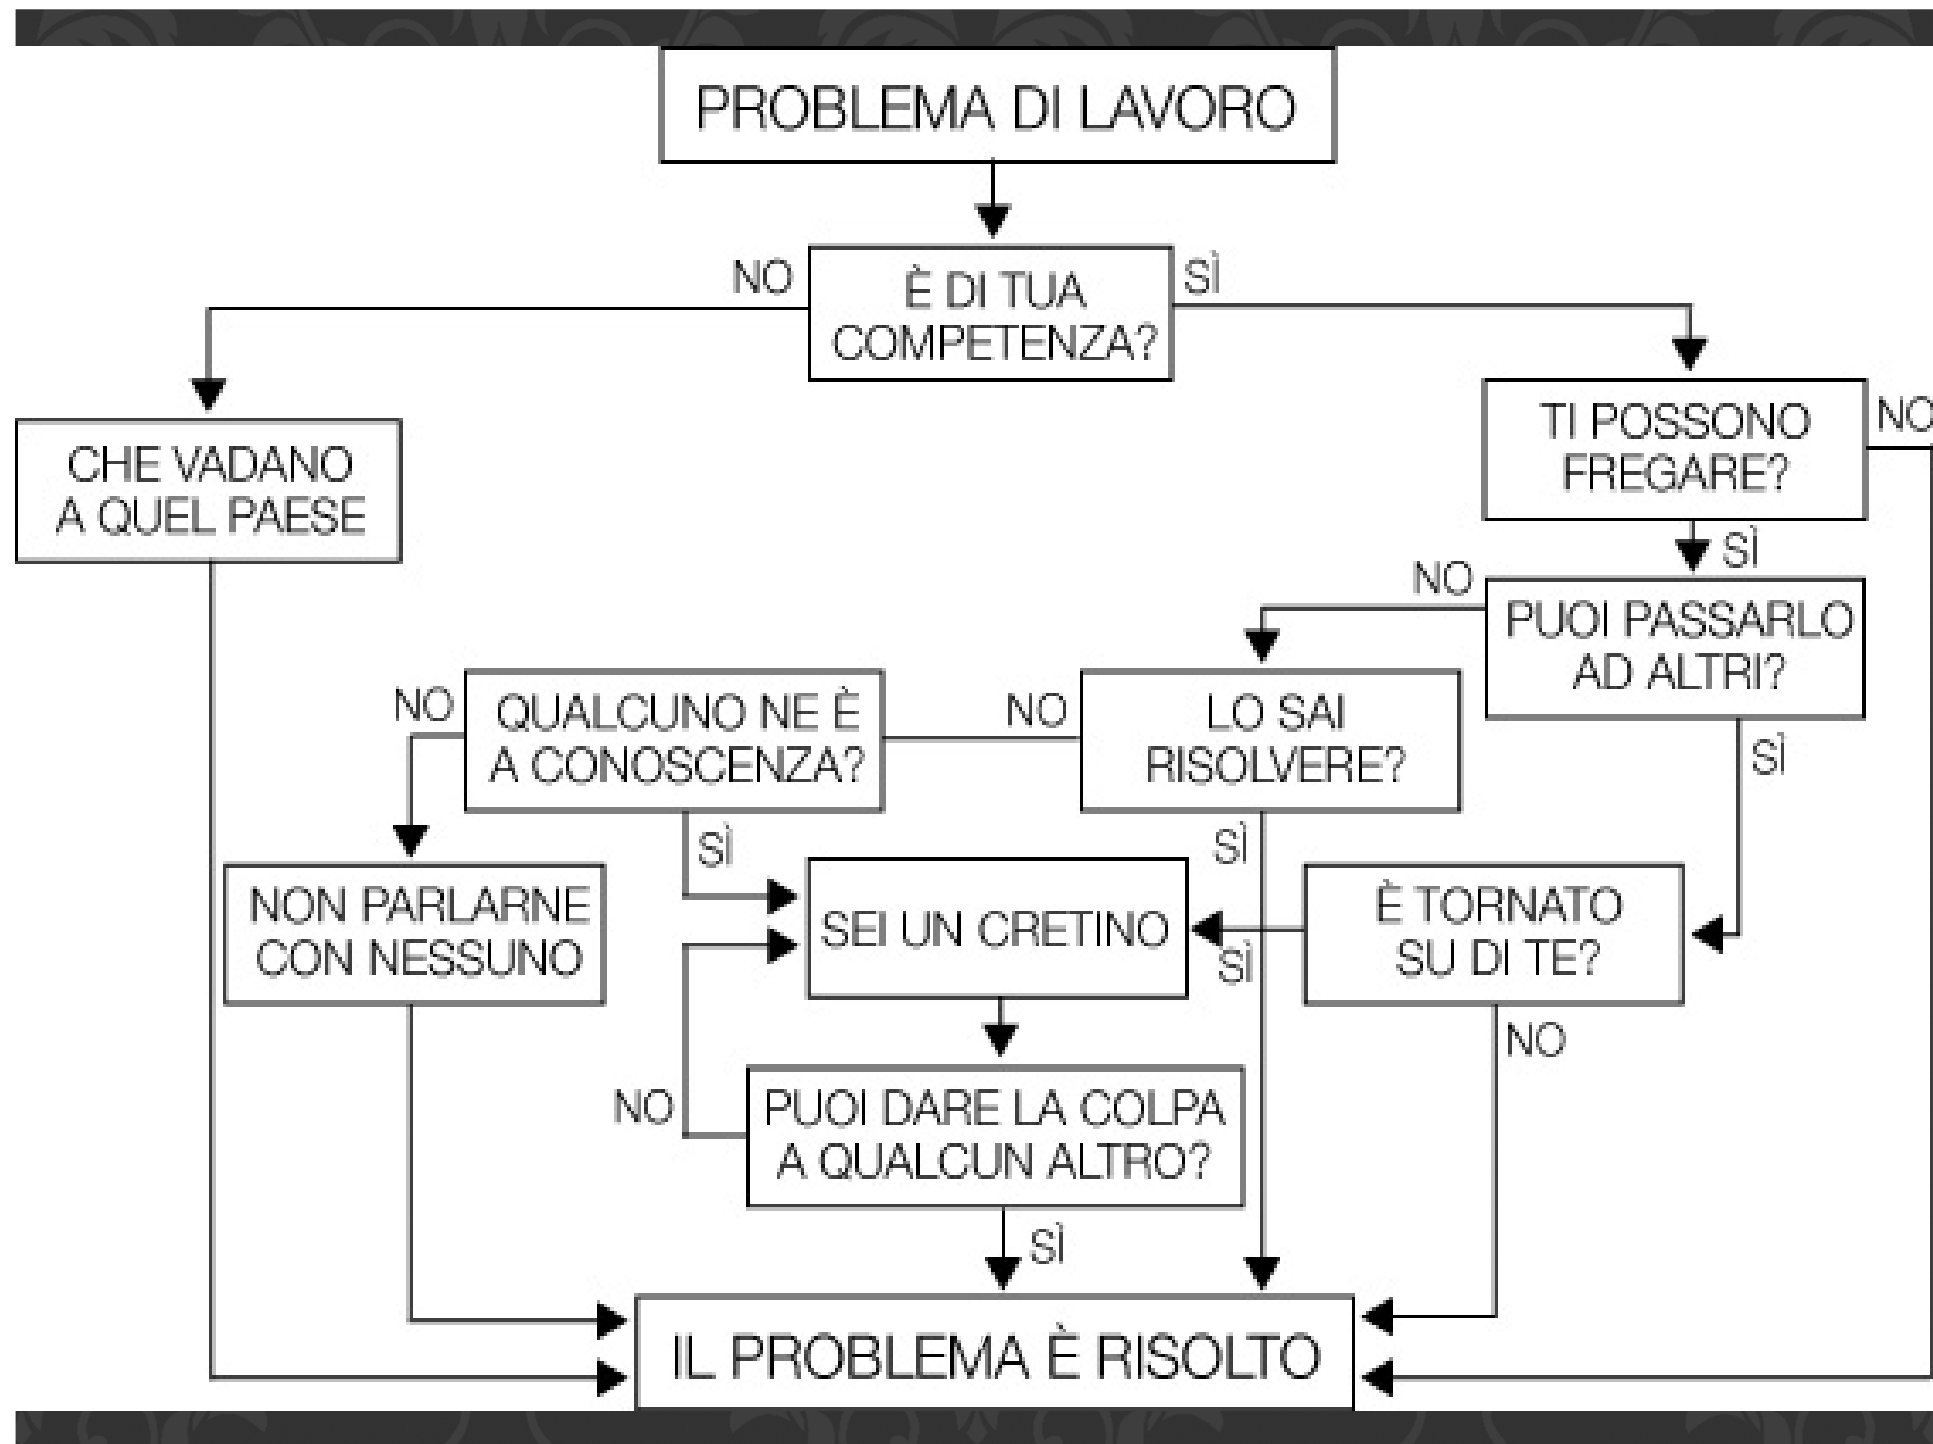 PROBLEMA DI LAVORO
NO
È DI TUA
COMPETENZA?
SÌ
CHE VADANO
A QUEL PAESE
TI POSSONO
FREGARE?
NO
SÌ
NO
PUOI PASSARLO
AD ALTRI?
SÌ
NO
QUALCUNO NE È
A CONOSCENZA?
NO
LO SAI
RISOLVERE?
SÌ
SÌ
NON PARLARNE
CON NESSUNO
SEI UN CRETINO
SÌ
È TORNATO
SU DI TE?
NO
NO
PUOI DARE LA COLPA
A QUALCUN ALTRO?
SÌ
IL PROBLEMA È RISOLTO